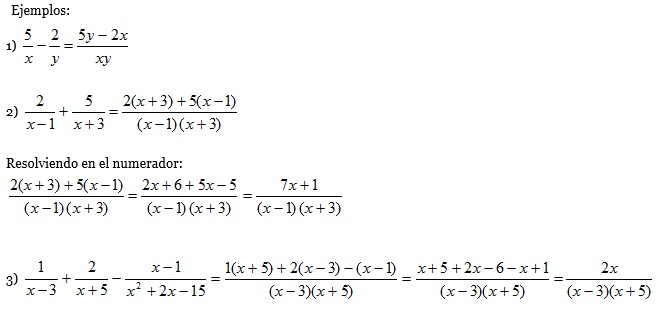 Ejemplos:
1) 5/x − 2/y = (5y − 2x)/(xy)
2) 2/(x − 1) + 5/(x + 3) = (2(x + 3) + 5(x − 1))/((x − 1)(x + 3))
Resolviendo en el numerador:
(2(x + 3) + 5(x − 1))/((x − 1)(x + 3)) = (2x + 6 + 5x − 5)/((x − 1)(x + 3)) = (7x + 1)/((x − 1)(x + 3))
3) 1/(x − 3) + 2/(x + 5) − (x − 1)/(x² + 2x − 15) = (1(x + 5) + 2(x − 3) − (x − 1))/((x − 3)(x + 5)) = (x + 5 + 2x − 6 − x + 1)/((x − 3)(x + 5)) = 2x/((x − 3)(x + 5))